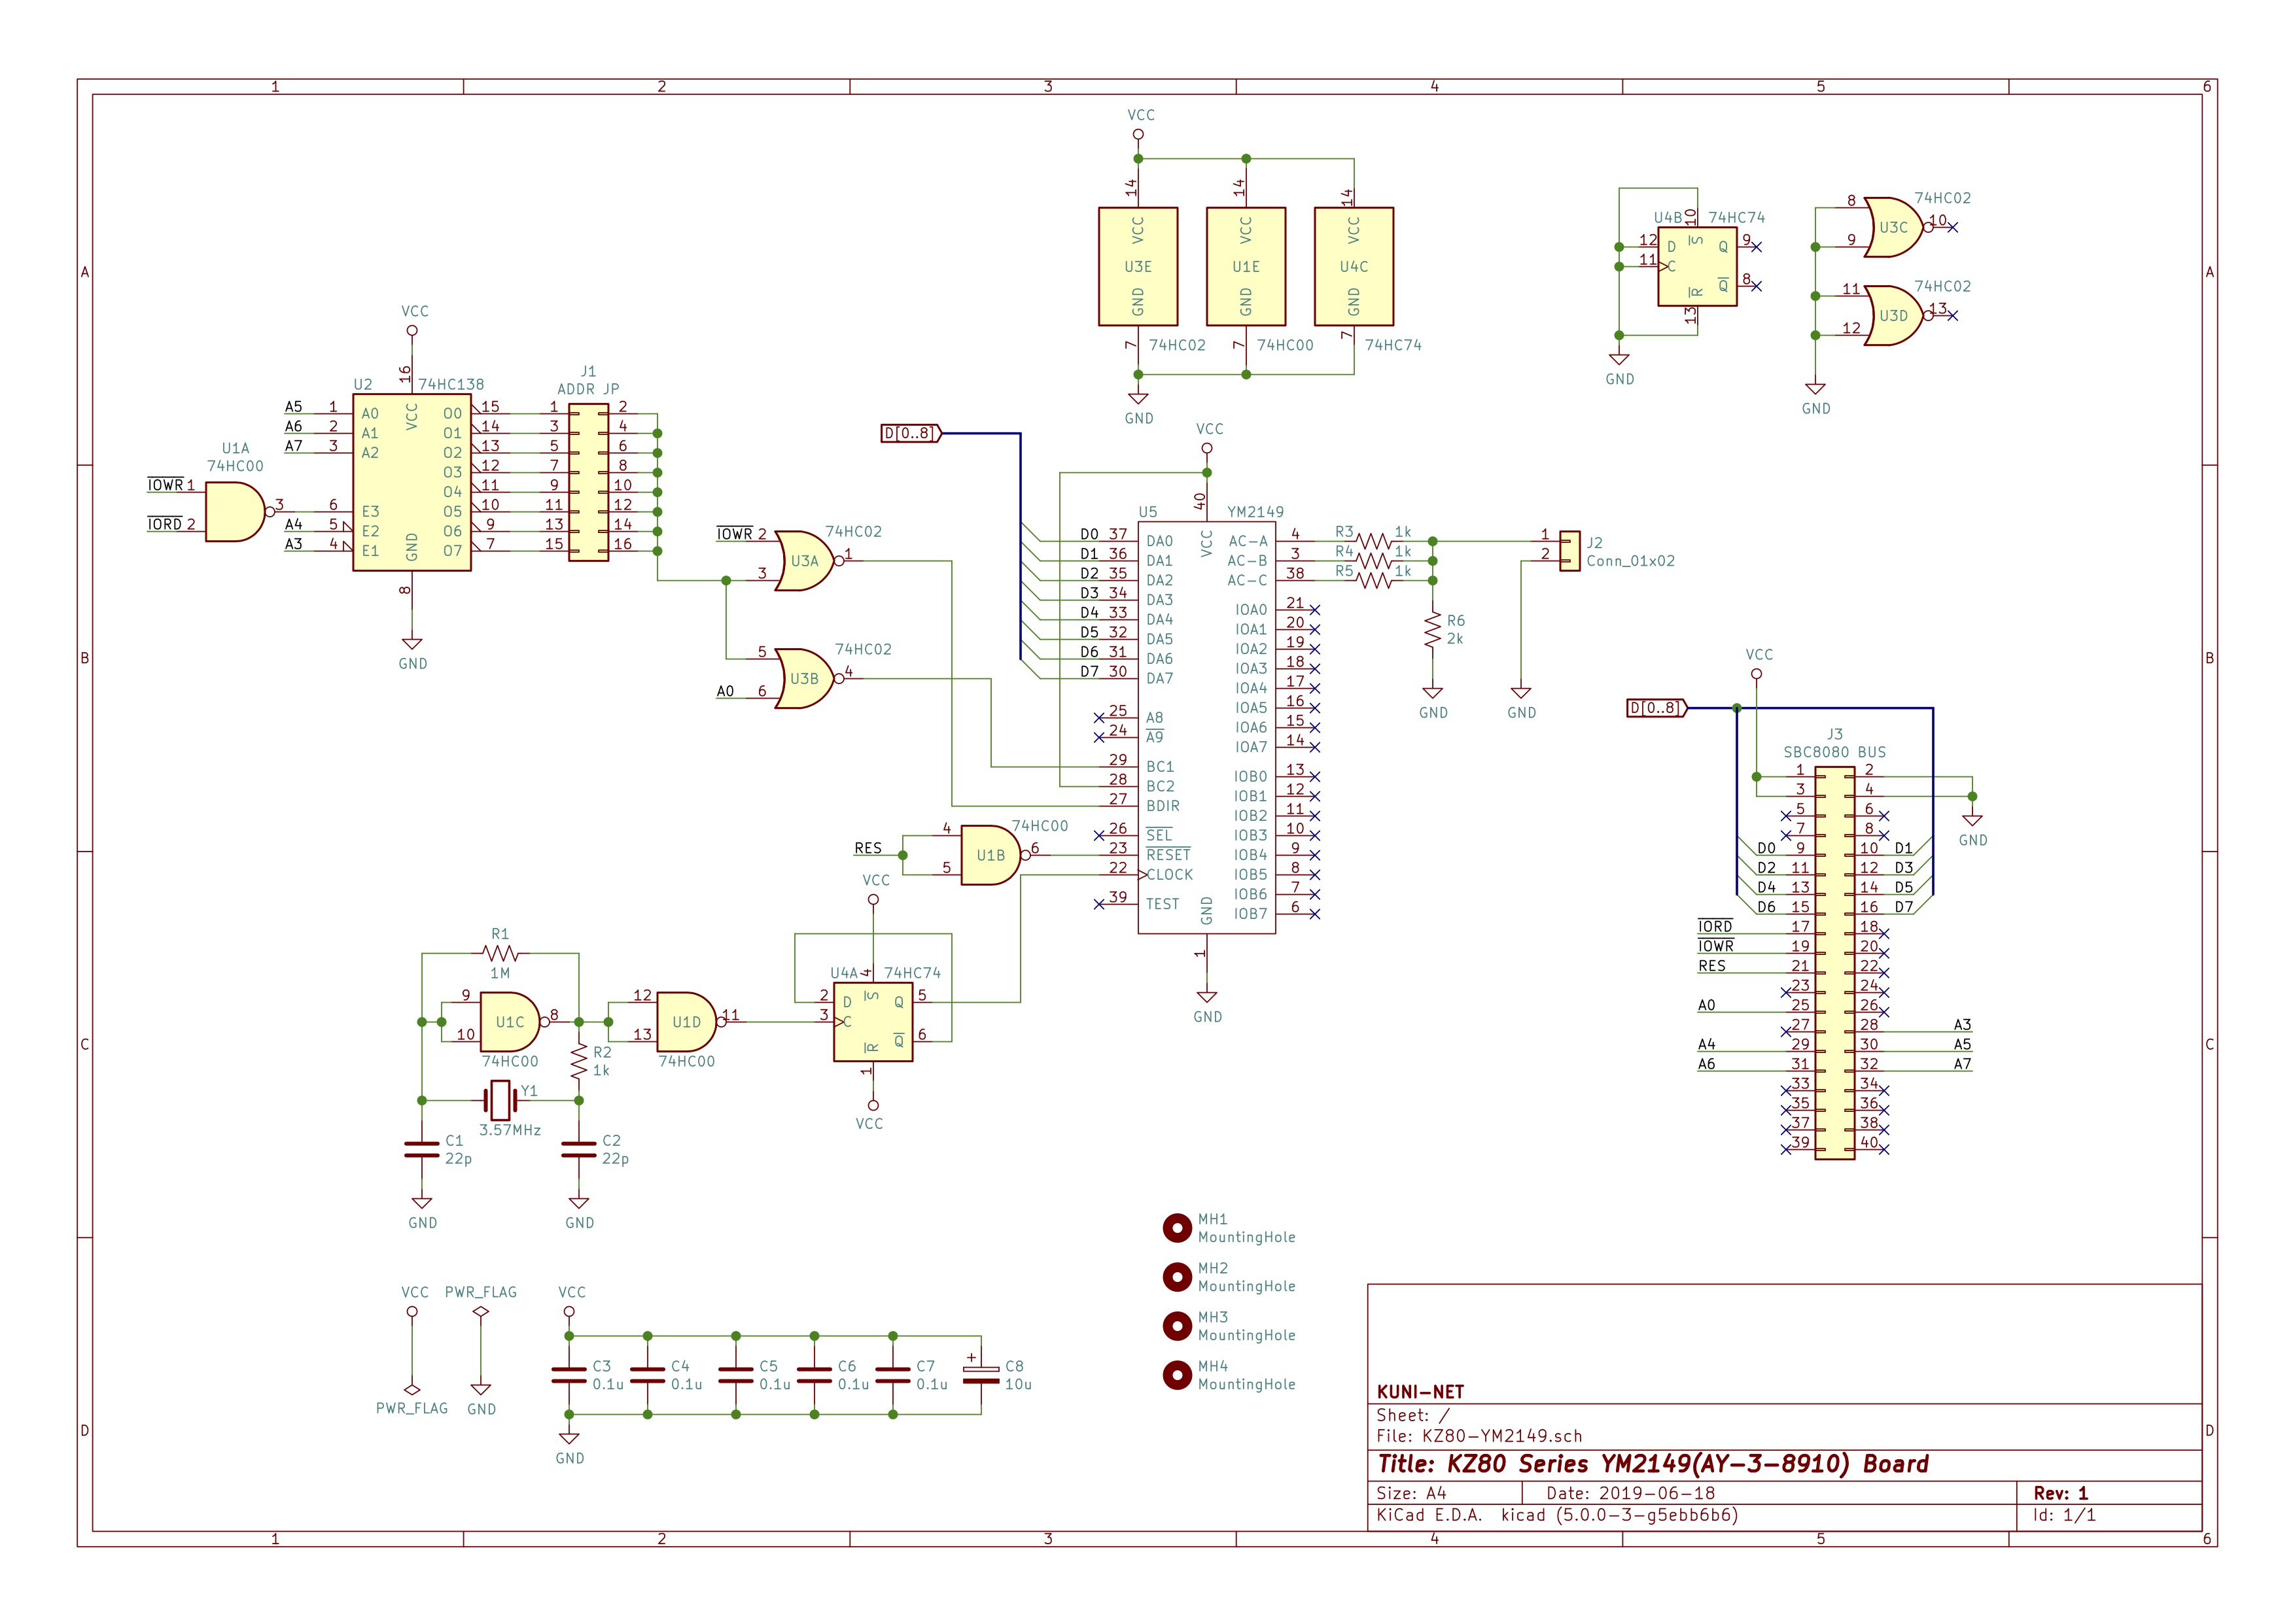 1 2 3 4 5 6
A
B
C
D
VCC
14 14 14
VCC VCC VCC
U3E U1E U4C
GND GND GND
7 74HC02
7 74HC00
7 74HC74
GND
U4B 10 74HC74
12 D S Q 9
11 C
R Q 8
13
GND
8 74HC02
U3C 10
9
11 74HC02
U3D 13
12
GND
VCC
U2 16 74HC138
VCC
A5 1 A0 O0 15
A6 2 A1 O1 14
A7 3 A2 O2 13
O3 12
O4 11
6 E3 O5 10
A4 5 E2 O6 9
A3 4 E1 O7 7
GND
8
GND
U1A
74HC00
IOWR 1
3
IORD 2
J1
ADDR JP
1 2
3 4
5 6
7 8
9 10
11 12
13 14
15 16
IOWR 2 74HC02
U3A 1
3
5 74HC02
U3B 4
A0 6
D[0..8]
VCC
40
U5 YM2149
VCC
D0 37 DA0 AC-A 4
D1 36 DA1 AC-B 3
D2 35 DA2 AC-C 38
D3 34 DA3
D4 33 DA4
D5 32 DA5
D6 31 DA6
D7 30 DA7
IOA0 21
IOA1 20
IOA2 19
IOA3 18
IOA4 17
IOA5 16
IOA6 15
IOA7 14
25 A8
24 A9
29 BC1
28 BC2
27 BDIR
26 SEL
23 RESET
22 CLOCK
39 TEST
IOB0 13
IOB1 12
IOB2 11
IOB3 10
IOB4 9
IOB5 8
IOB6 7
IOB7 6
GND
1
GND
R3 1k
R4 1k
R5 1k
R6
2k
GND
GND
1 J2
2 Conn_01x02
RES 4 74HC00
U1B 6
5
VCC
U4A 4 74HC74
2 D S Q 5
3 C
R Q 6
1
VCC
R1
1M
9
U1C 8
10
74HC00
12
U1D 11
13
74HC00
R2
1k
Y1
3.57MHz
C1
22p
C2
22p
GND
GND
VCC
D[0..8]
J3
SBC8080 BUS
1 2
3 4
5 6
7 8
GND
D0 9 10 D1
D2 11 12 D3
D4 13 14 D5
D6 15 16 D7
IORD 17 18
IOWR 19 20
RES 21 22
23 24
A0 25 26
27 28 A3
A4 29 30 A5
A6 31 32 A7
33 34
35 36
37 38
39 40
MH1
MountingHole
MH2
MountingHole
MH3
MountingHole
MH4
MountingHole
VCC PWR_FLAG
PWR_FLAG GND
VCC
C3
0.1u
C4
0.1u
C5
0.1u
C6
0.1u
C7
0.1u
+ C8
10u
GND
KUNI-NET
Sheet: /
File: KZ80-YM2149.sch
Title: KZ80 Series YM2149(AY-3-8910) Board
Size: A4 Date: 2019-06-18 Rev: 1
KiCad E.D.A. kicad (5.0.0-3-g5ebb6b6) Id: 1/1
A
B
C
D
1 2 3 4 5 6